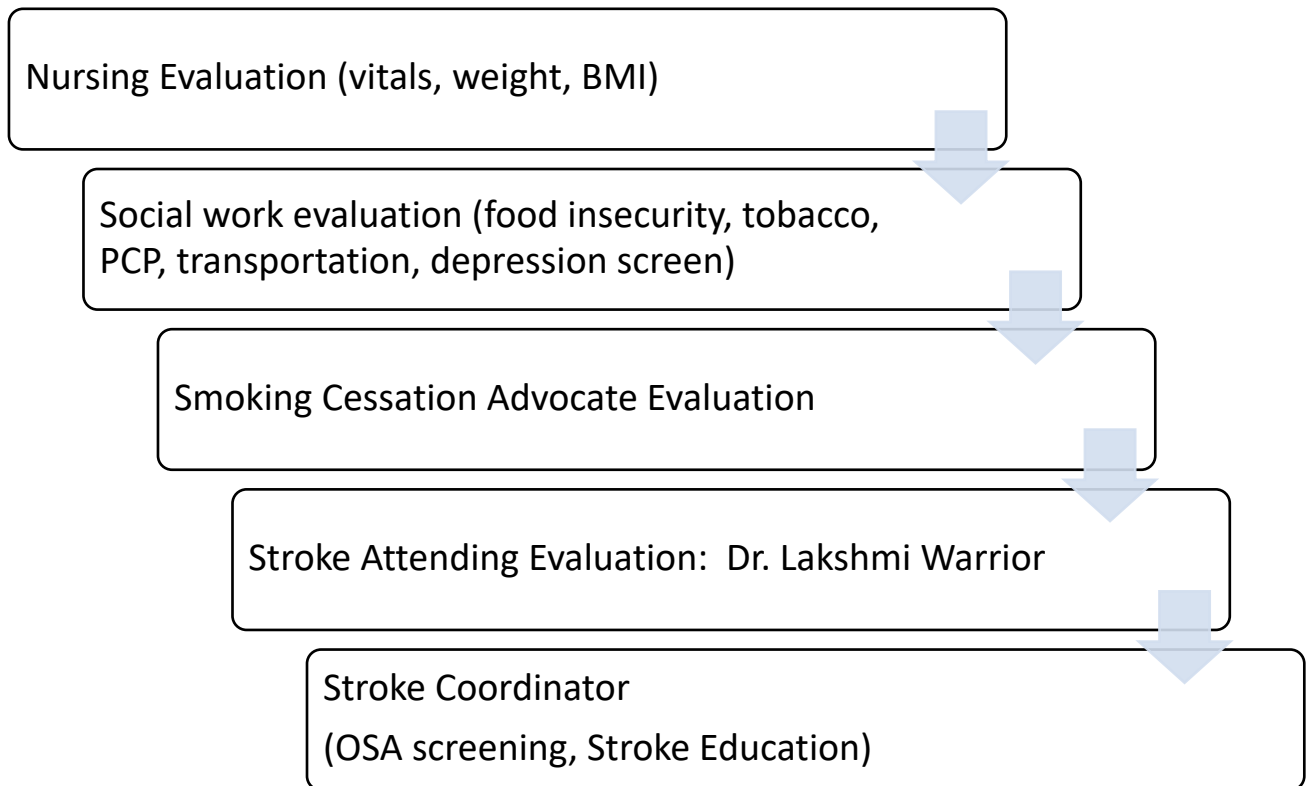 Nursing Evaluation (vitals, weight, BMI)
Social work evaluation (food insecurity, tobacco,
PCP, transportation, depression screen)
Smoking Cessation Advocate Evaluation
Stroke Attending Evaluation:  Dr. Lakshmi Warrior
Stroke Coordinator
(OSA screening, Stroke Education)